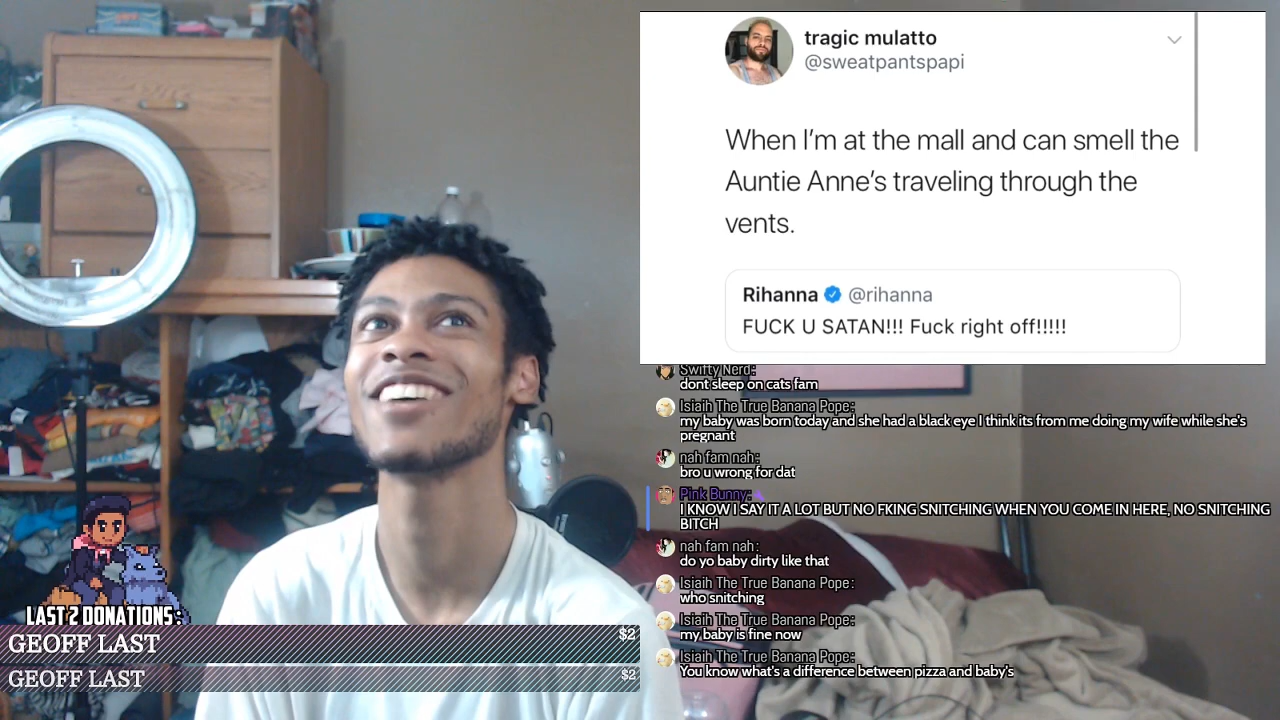 tragic mulatto
@sweatpantspapi
When I'm at the mall and can smell the
Auntie Anne's traveling through the
vents.
Rihanna @rihanna
FUCK U SATAN!!! Fuck right off!!!!!
Swifty Nerd:
dont sleep on cats fam
Isiaih The True Banana Pope:
my baby was born today and she had a black eye I think its from me doing my wife while she's
pregnant
nah fam nah:
bro u wrong for dat
Pink Bunny:
I KNOW I SAY IT A LOT BUT NO FKING SNITCHING WHEN YOU COME IN HERE, NO SNITCHING
BITCH
nah fam nah:
do yo baby dirty like that
Isiaih The True Banana Pope:
who snitching
Isiaih The True Banana Pope:
my baby is fine now
Isiaih The True Banana Pope:
You know what's a difference between pizza and baby's
LAST 2 DONATIONS:
GEOFF LAST $2
GEOFF LAST $2